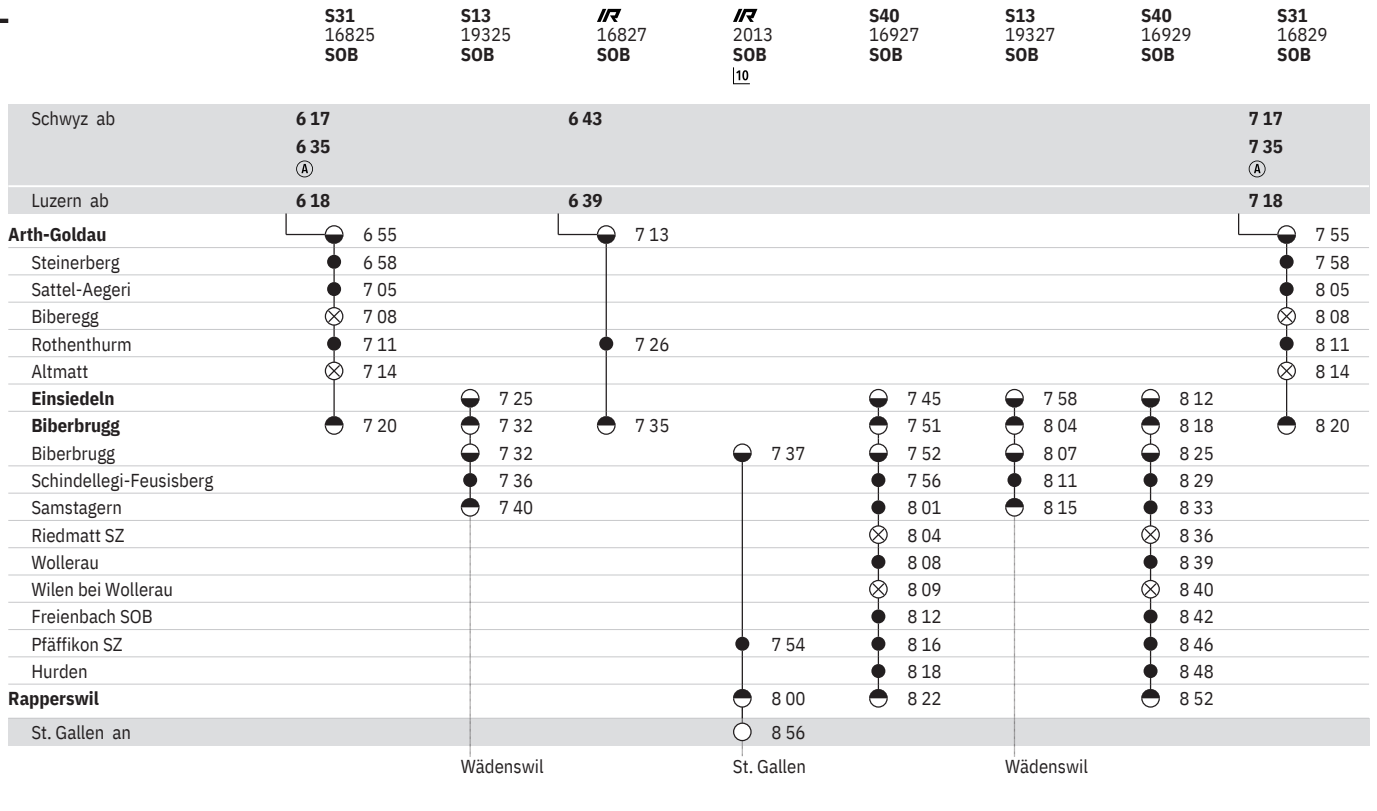 S31 S13 IR IR S40 S13 S40 S31
16825 19325 16827 2013 16927 19327 16929 16829
SOB SOB SOB SOB SOB SOB SOB SOB
10
Schwyz ab 6 17 6 43 7 17
6 35 7 35
A A
Luzern ab 6 18 6 39 7 18
Arth-Goldau 6 55 7 13 7 55
Steinerberg 6 58 7 58
Sattel-Aegeri 7 05 8 05
Biberegg 7 08 8 08
Rothenthurm 7 11 7 26 8 11
Altmatt 7 14 8 14
Einsiedeln 7 25 7 45 7 58 8 12
Biberbrugg 7 20 7 32 7 35 7 51 8 04 8 18 8 20
Biberbrugg 7 32 7 37 7 52 8 07 8 25
Schindellegi-Feusisberg 7 36 7 56 8 11 8 29
Samstagern 7 40 8 01 8 15 8 33
Riedmatt SZ 8 04 8 36
Wollerau 8 08 8 39
Wilen bei Wollerau 8 09 8 40
Freienbach SOB 8 12 8 42
Pfäffikon SZ 7 54 8 16 8 46
Hurden 8 18 8 48
Rapperswil 8 00 8 22 8 52
St. Gallen an 8 56
Wädenswil St. Gallen Wädenswil